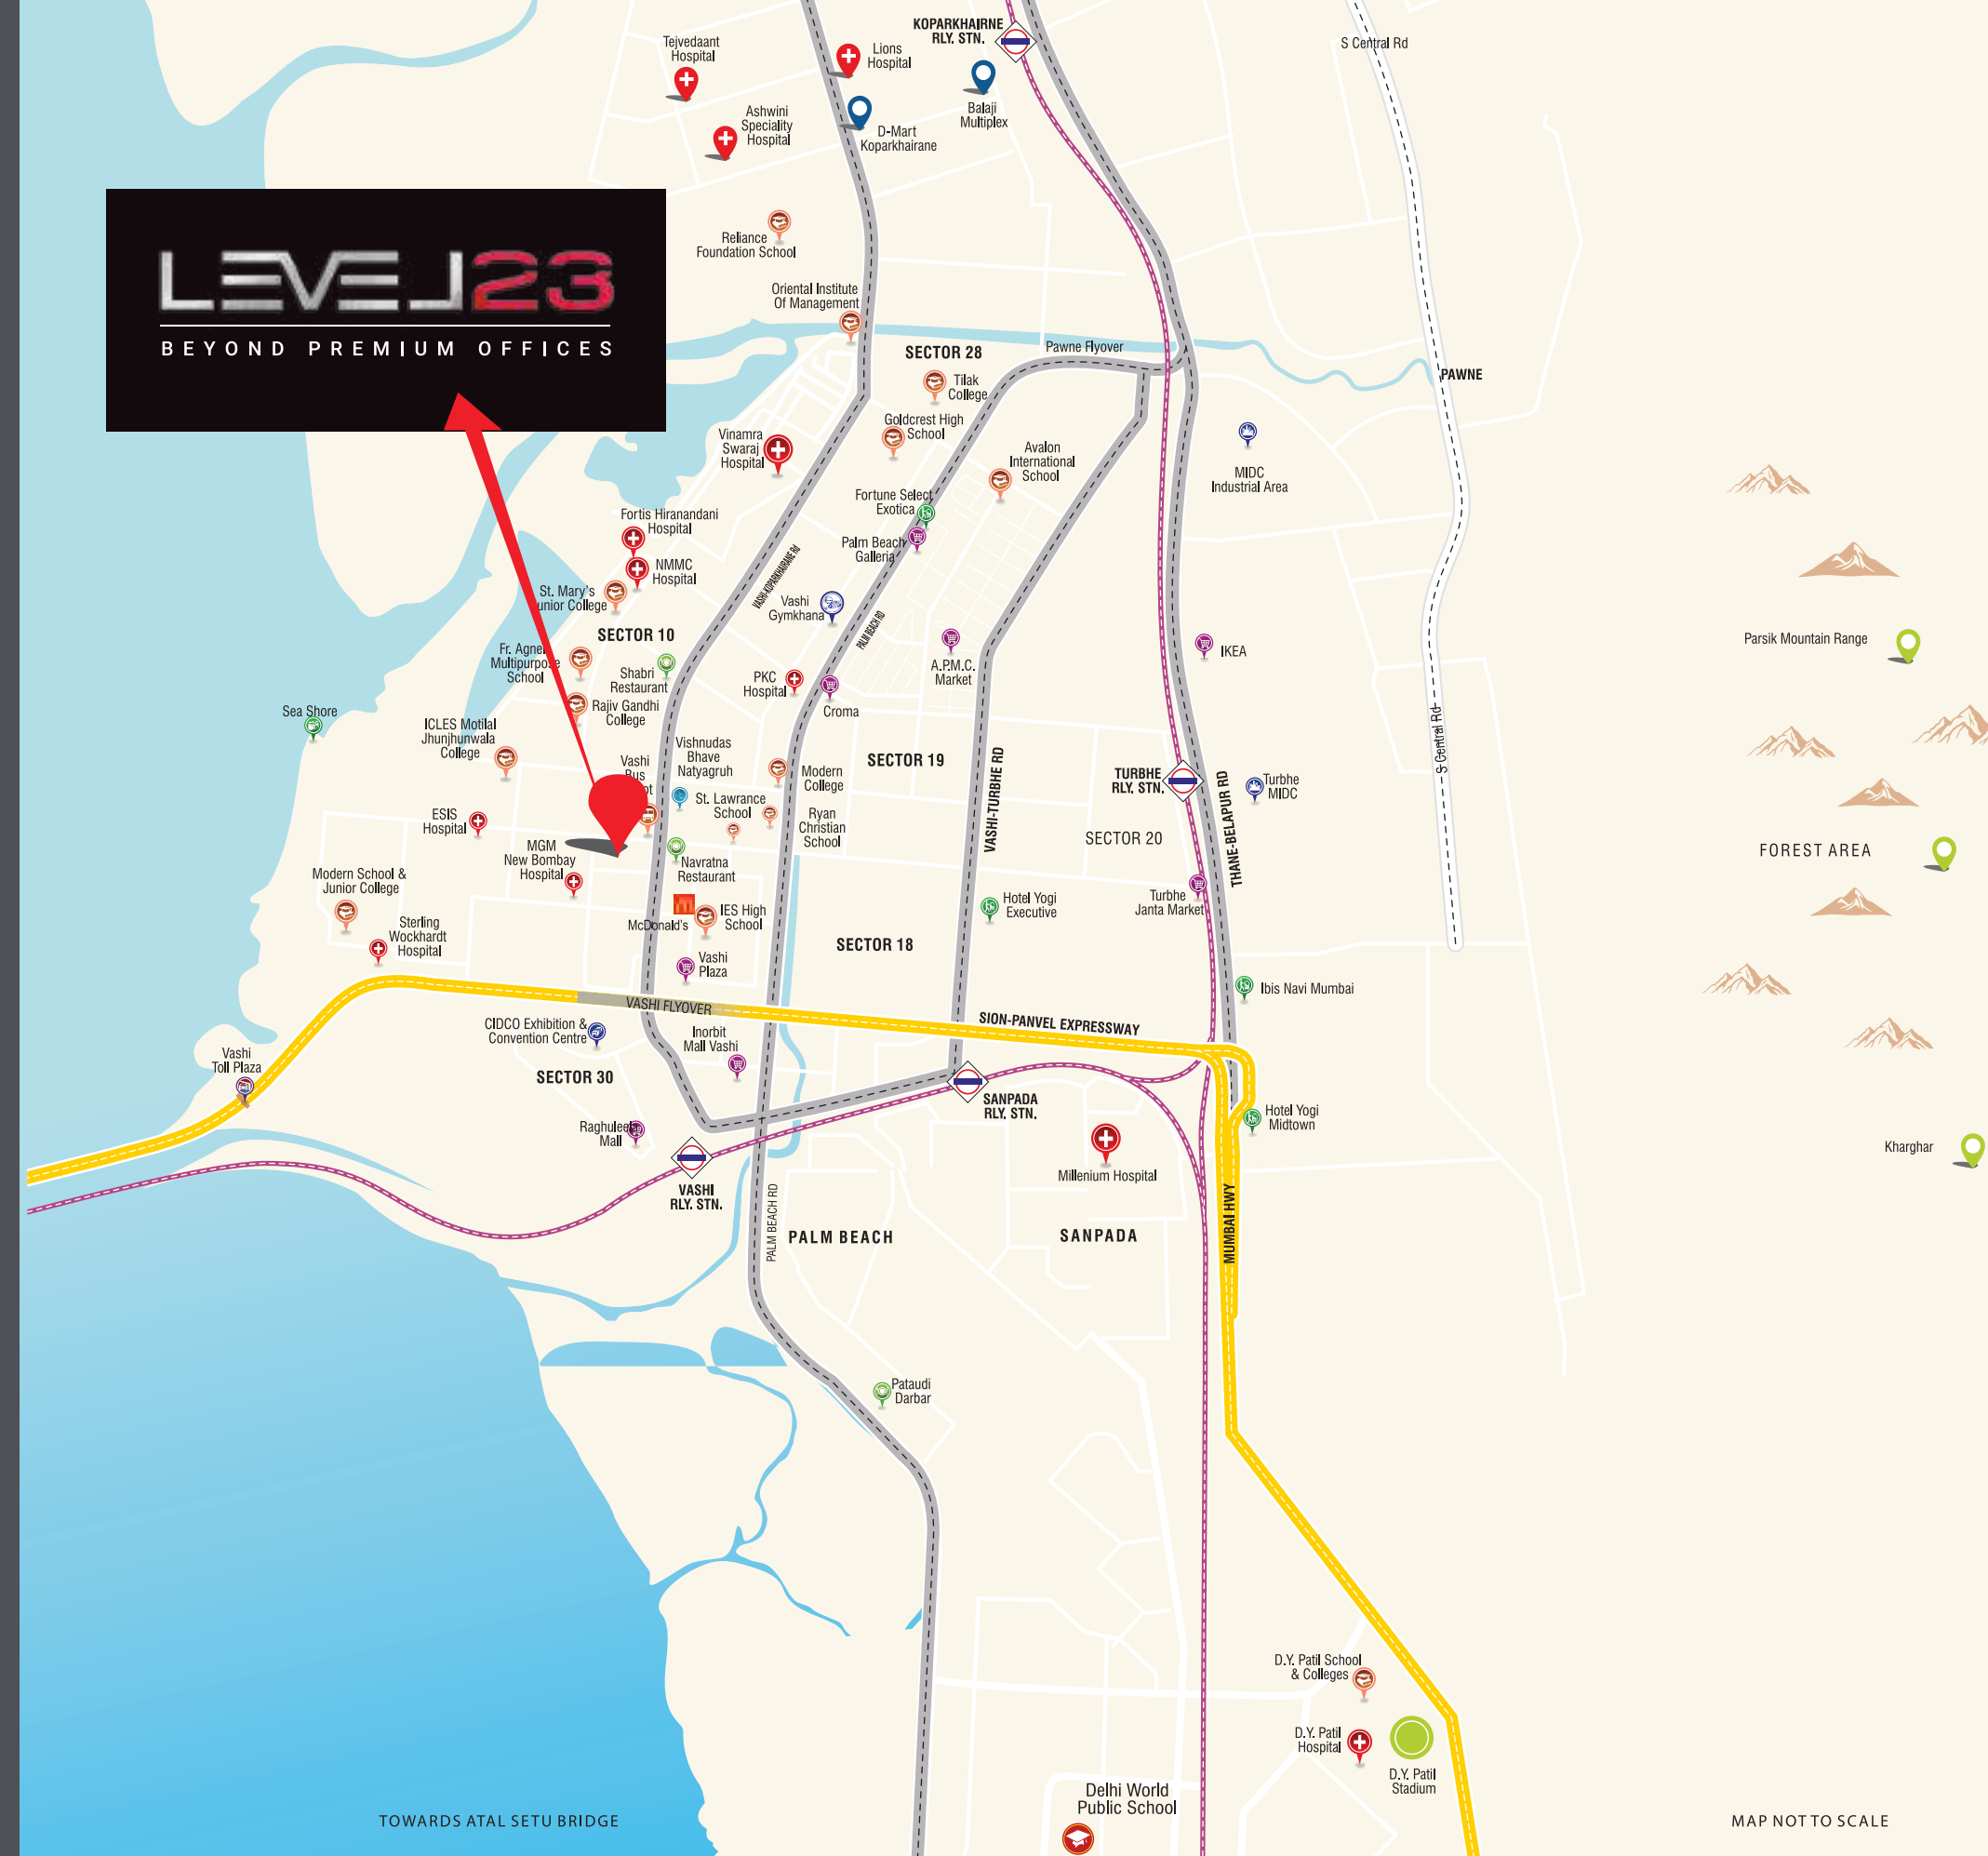 KOPARKHAIRNE
RLY. STN.
S Central Rd
Tejvedaant
Hospital
Lions
Hospital
Balaji
Multiplex
Ashwini
Speciality
Hospital
D-Mart
Koparkhairane
Reliance
Foundation School
LEVEL23
BEYOND PREMIUM OFFICES
Oriental Institute
Of Management
SECTOR 28
Pawne Flyover
PAWNE
Tilak
College
Goldcrest High
School
Vinamra
Swaraj
Hospital
Avalon
International
School
MIDC
Industrial Area
Fortune Select
Exotica
Fortis Hiranandani
Hospital
Palm Beach
Galleria
NMMC
Hospital
VASHI-KOPARKHAIRANE Rd
St. Mary's
unior College
Vashi
Gymkhana
PALM BEACH RD
SECTOR 10
Fr. Agnel
Multipurpose
School
Shabri
Restaurant
PKC
Hospital
A.P.M.C.
Market
IKEA
Parsik Mountain Range
Rajiv Gandhi
College
Croma
Sea Shore
ICLES Motilal
Jhunjhunwala
College
S Central Rd
Vishnudas
Bhave
Natyagruh
SECTOR 19
VASHI-TURBHE RD
Vashi
Bus
ot
Modern
College
TURBHE
RLY. STN.
THANE-BELAPUR RD
Turbhe
MIDC
St. Lawrance
School
ESIS
Hospital
Ryan
Christian
School
SECTOR 20
FOREST AREA
MGM
New Bombay
Hospital
Navratna
Restaurant
Modern School &
Junior College
Turbhe
Janta Market
Hotel Yogi
Executive
McDonald's
IES High
School
Sterling
Wockhardt
Hospital
SECTOR 18
Vashi
Plaza
Ibis Navi Mumbai
VASHI FLYOVER
SION-PANVEL EXPRESSWAY
CIDCO Exhibition &
Convention Centre
Inorbit
Mall Vashi
Vashi
Toll Plaza
SECTOR 30
SANPADA
RLY. STN.
Hotel Yogi
Midtown
Raghuleela
Mall
Kharghar
Millenium Hospital
VASHI
RLY. STN.
PALM BEACH RD
MUMBAI HWY
PALM BEACH
SANPADA
Pataudi
Darbar
D.Y. Patil School
& Colleges
D.Y. Patil
Hospital
D.Y. Patil
Stadium
Delhi World
Public School
TOWARDS ATAL SETU BRIDGE
MAP NOT TO SCALE